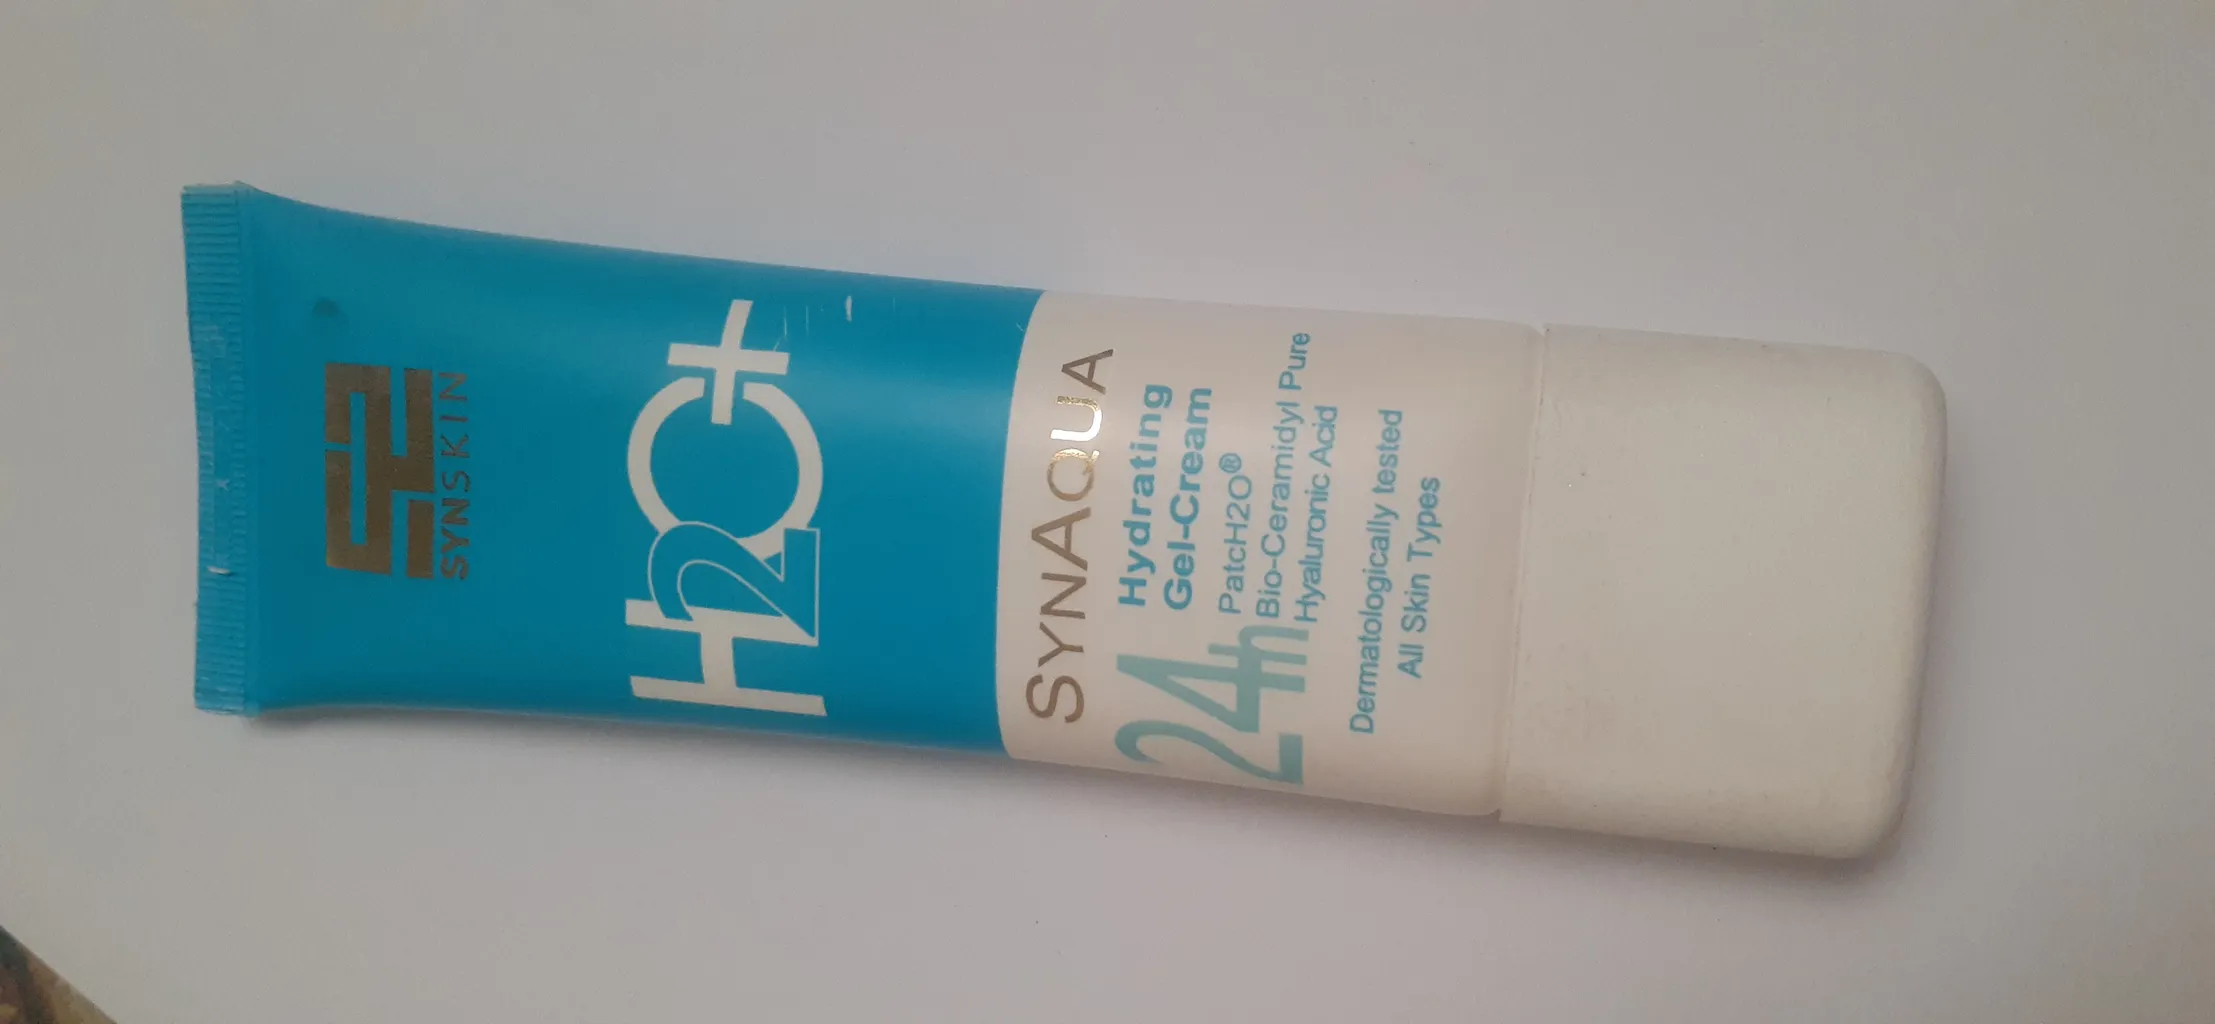 SYNSKIN
H2O+
SYNAQUA
Hydrating
Gel-Cream
24h
PatcH2O®
Bio-Ceramidyl Pure
Hyaluronic Acid
Dermatologically tested
All Skin Types